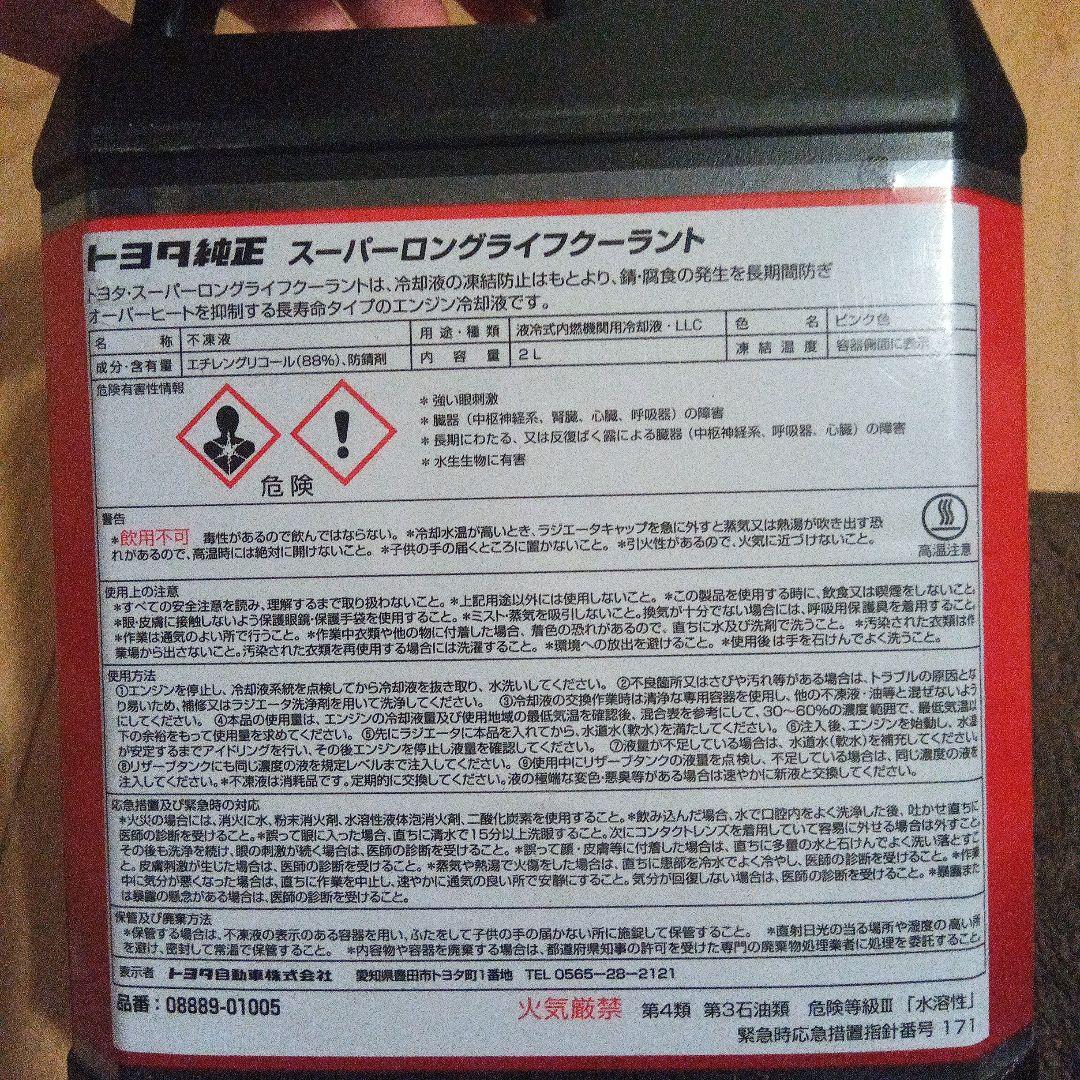 トヨタ純正 スーパーロングライフクーラント
トヨタ・スーパーロングライフクーラントは、冷却液の凍結防止はもとより、錆・腐食の発生を長期間防ぎ
オーバーヒートを抑制する長寿命タイプのエンジン冷却液です。
名称 不凍液 用途・種類 液冷式内燃機関用冷却液・LLC 色名 ピンク色
成分・含有量 エチレングリコール(88%)、防錆剤 内容量 2L 凍結温度 容器側面に表示
危険有害性情報
*強い眼刺激
*臓器(中枢神経系、腎臓、心臓、呼吸器)の障害
*長期にわたる、又は反復ばく露による臓器(中枢神経系、呼吸器、心臓)の障害
*水生生物に有害
危険
警告
*飲用不可 毒性があるので飲んではならない。*冷却水温が高いとき、ラジエータキャップを急に外すと蒸気又は熱湯が吹き出す恐
れがあるので、高温時には絶対に開けないこと。*子供の手の届くところに置かないこと。*引火性があるので、火気に近づけないこと。
高温注意
使用上の注意
*すべての安全注意を読み、理解するまで取り扱わないこと。*上記用途以外には使用しないこと。*この製品を使用する時に、飲食又は喫煙をしないこと。
*眼・皮膚に接触しないよう保護眼鏡・保護手袋を使用すること。*ミスト・蒸気を吸引しないこと。換気が十分でない場合には、呼吸用保護具を着用すること。
*作業は通気のよい所で行うこと。*作業中衣類や他の物に付着した場合、着色の恐れがあるので、直ちに水及び洗剤で洗うこと。*汚染された衣類は作
業場から出さないこと。汚染された衣類を再使用する場合には洗濯すること。*環境への放出を避けること。*使用後は手を石けんでよく洗うこと。
使用方法
①エンジンを停止し、冷却液系統を点検してから冷却液を抜き取り、水洗いしてください。②不良箇所又はさびや汚れ等がある場合は、トラブルの原因とな
り易いため、補修又はラジエータ洗浄剤を用いて洗浄してください。③冷却液の交換作業時は清浄な専用容器を使用し、他の不凍液・油等と混ぜないよう
にしてください。④本品の使用量は、エンジンの冷却液量及び使用地域の最低気温を確認後、混合表を参考にして、30〜60%の濃度範囲で、最低気温以
下の余裕をもって使用量を求めてください。⑤先にラジエータに本品を入れてから、水道水(軟水)を満たしてください。⑥注入後、エンジンを始動し、水温
が安定するまでアイドリングを行い、その後エンジンを停止し液量を確認してください。⑦液量が不足している場合は、水道水(軟水)を補充してください。
⑧リザーブタンクにも同じ濃度の液を規定レベルまで注入してください。⑨使用中にリザーブタンクの液量を点検し、不足している場合は、同じ濃度の液を
注入してください。*不凍液は消耗品です。定期的に交換してください。液の極端な変色・悪臭等がある場合は速やかに新液と交換してください。
応急措置及び緊急時の対応
*火災の場合には、消火に水、粉末消火剤、水溶性液体泡消火剤、二酸化炭素を使用すること。*飲み込んだ場合、水で口腔内をよく洗浄した後、吐かせ直ちに
医師の診断を受けること。*誤って眼に入った場合、直ちに清水で15分以上洗眼すること。次にコンタクトレンズを着用していて容易に外せる場合は外すこと。
その後も洗浄を続け、眼の刺激が続く場合は、医師の診断を受けること。*誤って顔・皮膚等に付着した場合は、直ちに多量の水と石けんでよく洗い落とすこ
と。皮膚刺激が生じた場合は、医師の診断を受けること。*蒸気や熱湯で火傷をした場合は、直ちに患部を冷水でよく冷やし、医師の診断を受けること。*作業
中に気分が悪くなった場合は、直ちに作業を中止し、速やかに通気の良い所で安静にすること。気分が回復しない場合は、医師の診断を受けること。*暴露また
は暴露の懸念がある場合は、医師の診断を受けること。
保管及び廃棄方法
*保管する場合は、不凍液の表示のある容器を用い、ふたをして子供の手の届かない所に施錠して保管すること。*直射日光の当る場所や湿度の高い所
を避け、密封して常温で保管すること。*内容物や容器を廃棄する場合は、都道府県知事の許可を受けた専門の廃棄物処理業者に処理を委託すること。
表示者 トヨタ自動車株式会社 愛知県豊田市トヨタ町1番地 TEL 0565-28-2121
品番:08889-01005 火気厳禁 第4類 第3石油類 危険等級Ⅲ「水溶性」
緊急時応急措置指針番号 171